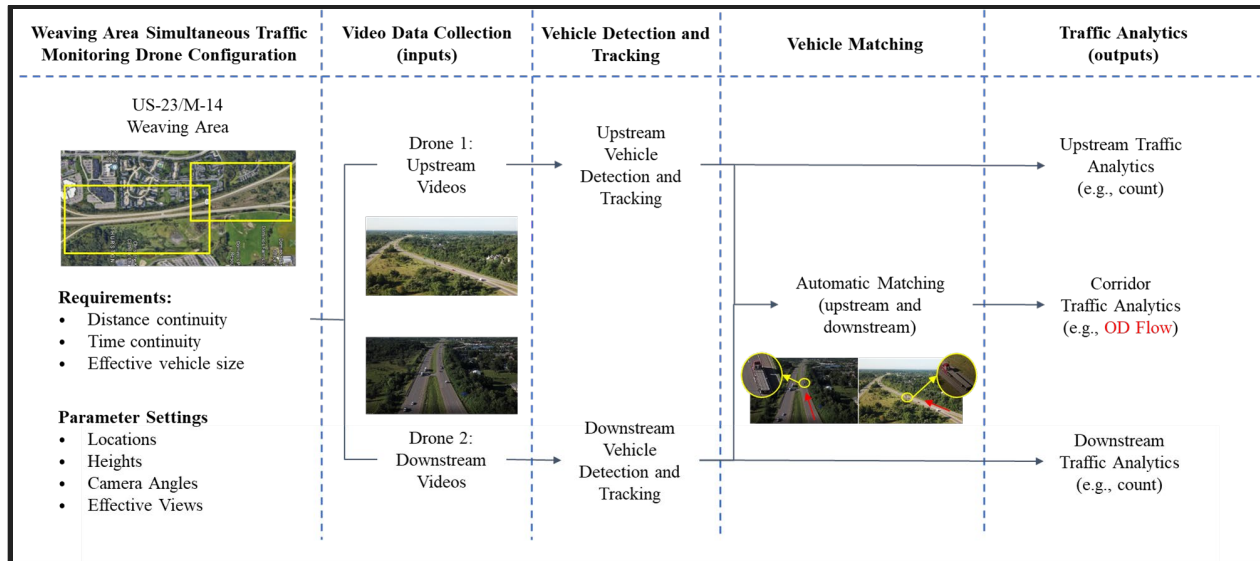 Weaving Area Simultaneous Traffic
Monitoring Drone Configuration
US-23/M-14
Weaving Area
Requirements:
• Distance continuity
• Time continuity
• Effective vehicle size
Parameter Settings
• Locations
• Heights
• Camera Angles
• Effective Views
Video Data Collection
(inputs)
Drone 1:
Upstream
Videos
Drone 2:
Downstream
Videos
Vehicle Detection and
Tracking
Upstream
Vehicle
Detection and
Tracking
Downstream
Vehicle
Detection and
Tracking
Vehicle Matching
Automatic Matching
(upstream and
downstream)
Traffic Analytics
(outputs)
Upstream Traffic
Analytics
(e.g., count)
Corridor
Traffic Analytics
(e.g., OD Flow)
Downstream
Traffic Analytics
(e.g., count)